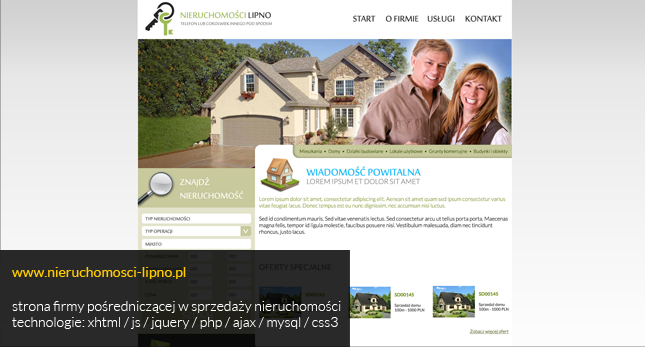 NIERUCHOMOŚCI LIPNO
TELEFON LUB COKOLWIEK INNEGO POD SPODEM
START O FIRMIE USŁUGI KONTAKT
Mieszkania • Domy • Działki budowlane • Lokale użytkowe • Grunty komercyjne • Budynki i obiekty
ZNAJDŹ
NIERUCHOMOŚĆ
TYP NIERUCHOMOŚCI
TYP OPERACJI
MIASTO
WIADOMOŚĆ POWITALNA
LOREM IPSUM ET DOLOR SIT AMET
Lorem ipsum dolor sit amet, consectetur adipiscing elit. Aenean sit amet quam sed ipsum consectetur varius
vitae feugiat lacus. Donec tempus est eu nunc dignissim, nec accumsan nisi luctus.
Sed id condimentum mauris. Sed vitae venenatis lectus. Sed consectetur arcu ut telius porta porta. Maecenas
magna felis, tempor id ligula molestie, faucibus posuere nisi. Vestibulum malesuada, diam nec tincidunt
rhoncus, justo lacus.
OFERTY SPECJALNE
SD00145
Sprzedaż domu
100m - 1000 PLN
SD00145
Sprzedaż domu
100m - 1000 PLN
Zobacz więcej ofert
www.nieruchomosci-lipno.pl
strona firmy pośredniczącej w sprzedaży nieruchomości
technologie: xhtml / js / jquery / php / ajax / mysql / css3